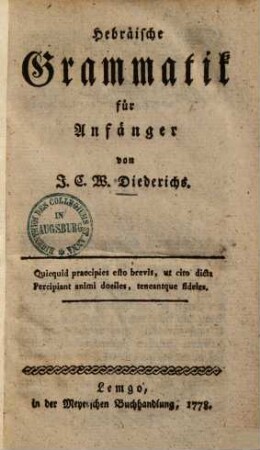 Hebräische
Grammatik
für
Anfänger
von
J. C. W. Diederichs.
IN
AUGSBURG
Quicquid praecipies esto brevis, ut cito dicta
Percipiant animi dociles, teneantque fideles.
Lemgo,
in der Meyerschen Buchhandlung, 1778.